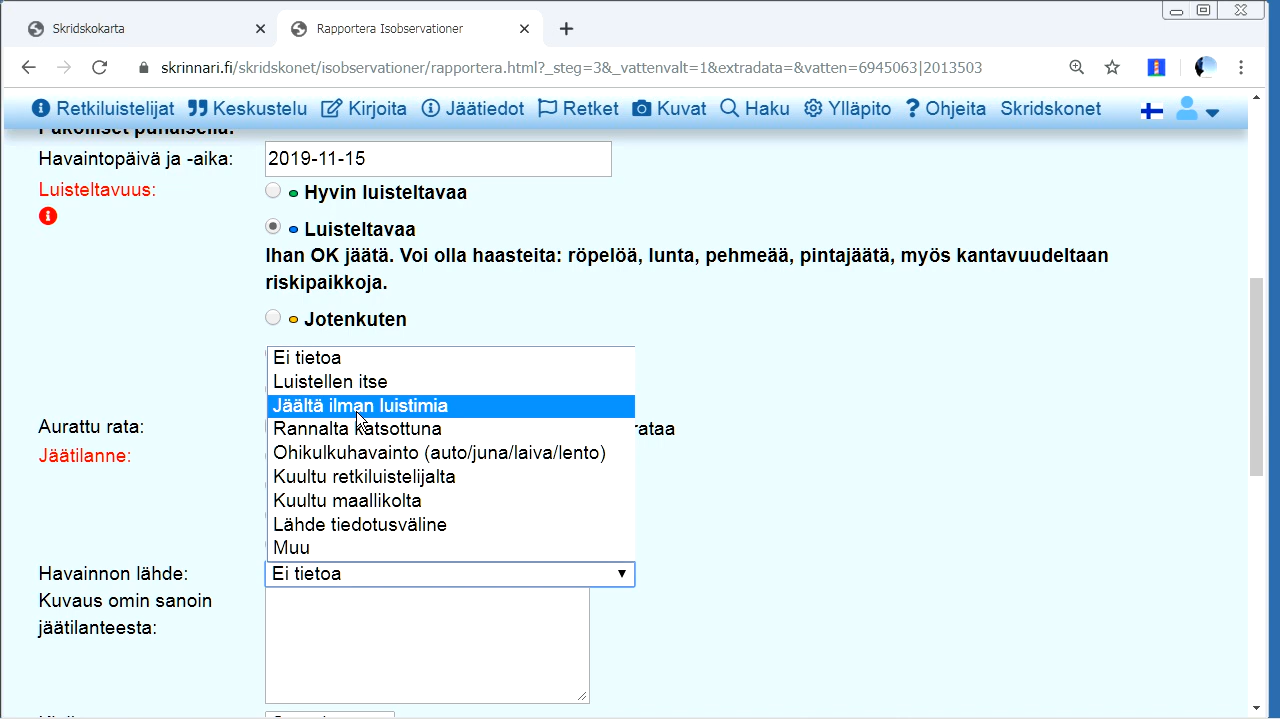 Skridskokarta
Rapportera Isobservationer
skrinnari.fi/skridskonet/isobservationer/rapportera.html?_steg=3&_vattenvalt=1&extradata=&vatten=6945063|2013503
Retkiluistelijat Keskustelu Kirjoita Jäätiedot Retket Kuvat Haku Ylläpito Ohjeita Skridskonet
Pakolliset punaisella.
Havaintopäivä ja -aika: 2019-11-15
Luisteltavuus: Hyvin luisteltavaa
Luisteltavaa
Ihan OK jäätä. Voi olla haasteita: röpelöä, lunta, pehmeää, pintajäätä, myös kantavuudeltaan
riskipaikkoja.
Jotenkuten
Ei tietoa
Luistellen itse
Jäältä ilman luistimia
Aurattu rata: Rannalta katsottuna rataa
Jäätilanne: Ohikulkuhavainto (auto/juna/laiva/lento)
Kuultu retkiluistelijalta
Kuultu maallikolta
Lähde tiedotusväline
Muu
Havainnon lähde: Ei tietoa
Kuvaus omin sanoin
jäätilanteesta: